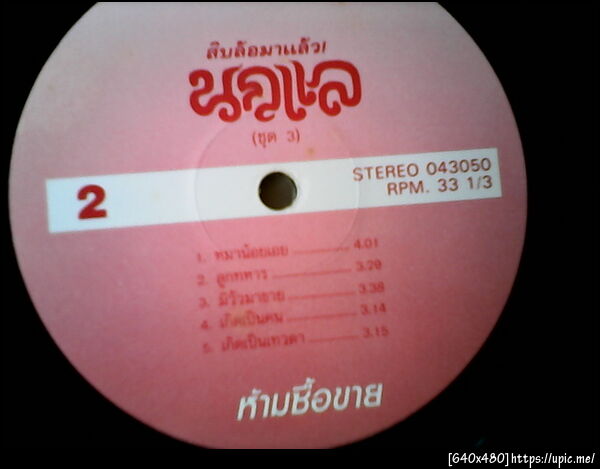 สิบล้อมาแล้ว!
นกแล
(ชุด 3)
2
STEREO 043050
RPM. 33 1/3
1. หมาน้อยเอย 4.01
2. ลูกทหาร 3.29
3. มีวัวมาขาย 3.38
4. เกิดเป็นคน 3.14
5. เกิดเป็นเทวดา 3.15
ห้ามซื้อขาย
[640x480]https://upic.me/